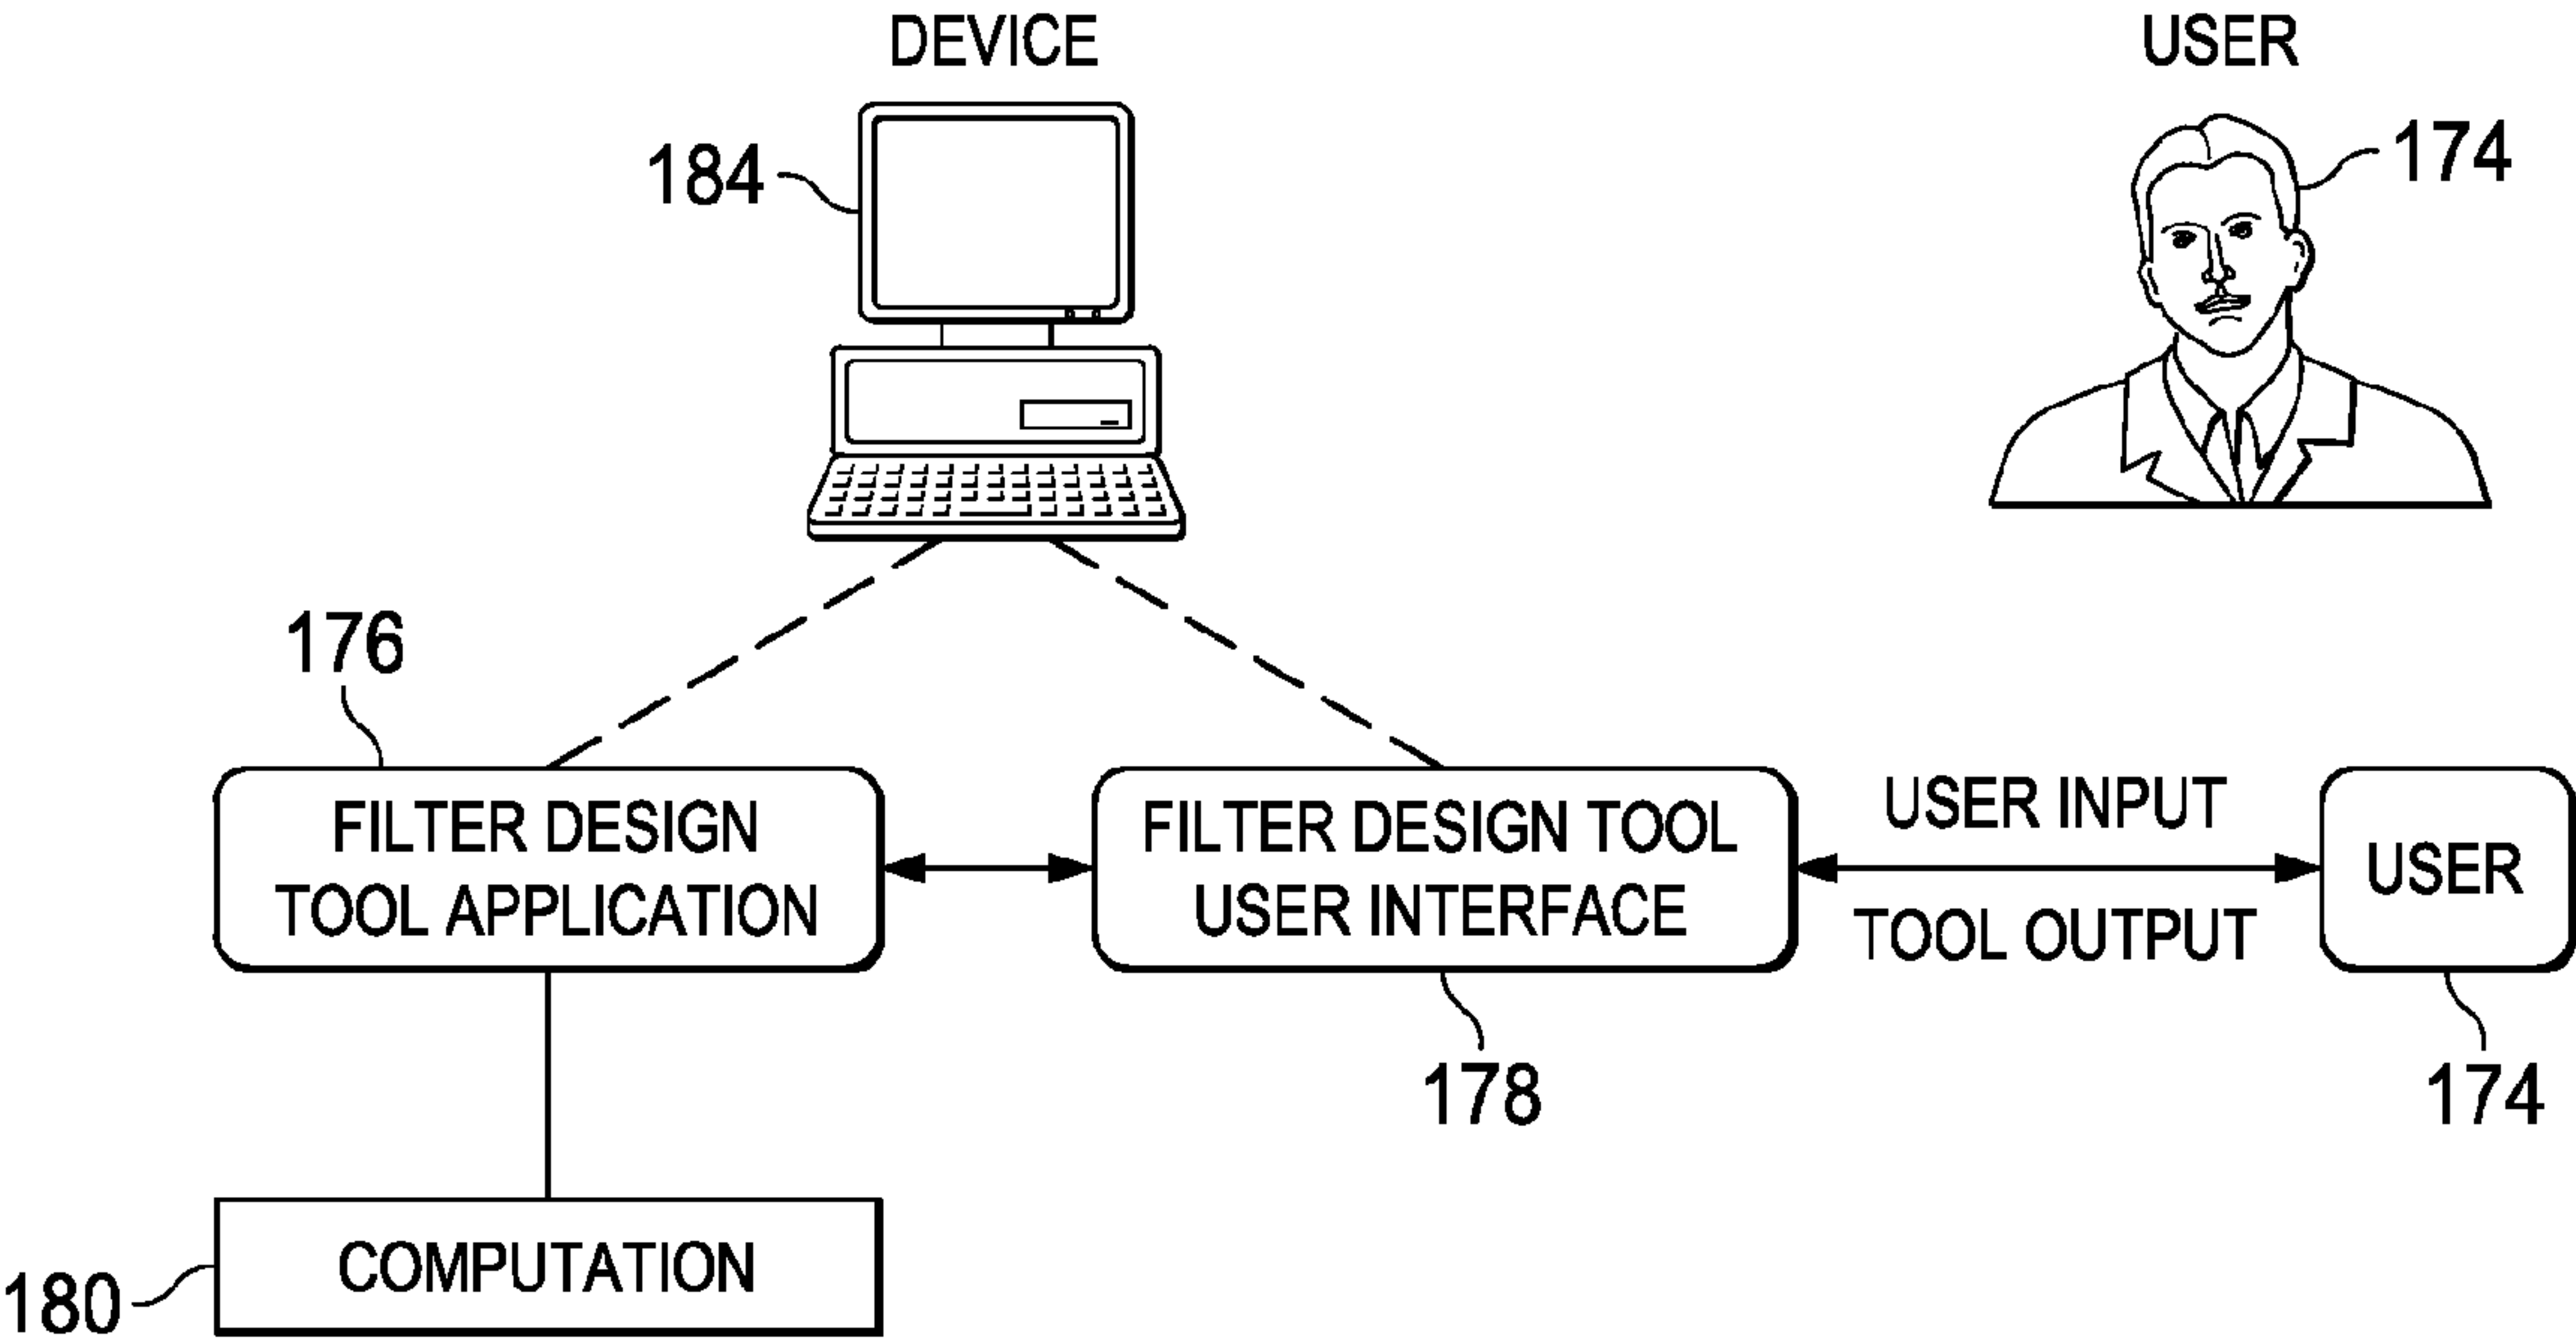 DEVICE
USER
184
174
176
FILTER DESIGN
TOOL APPLICATION
FILTER DESIGN TOOL
USER INTERFACE
USER INPUT
TOOL OUTPUT
USER
178
174
COMPUTATION
180